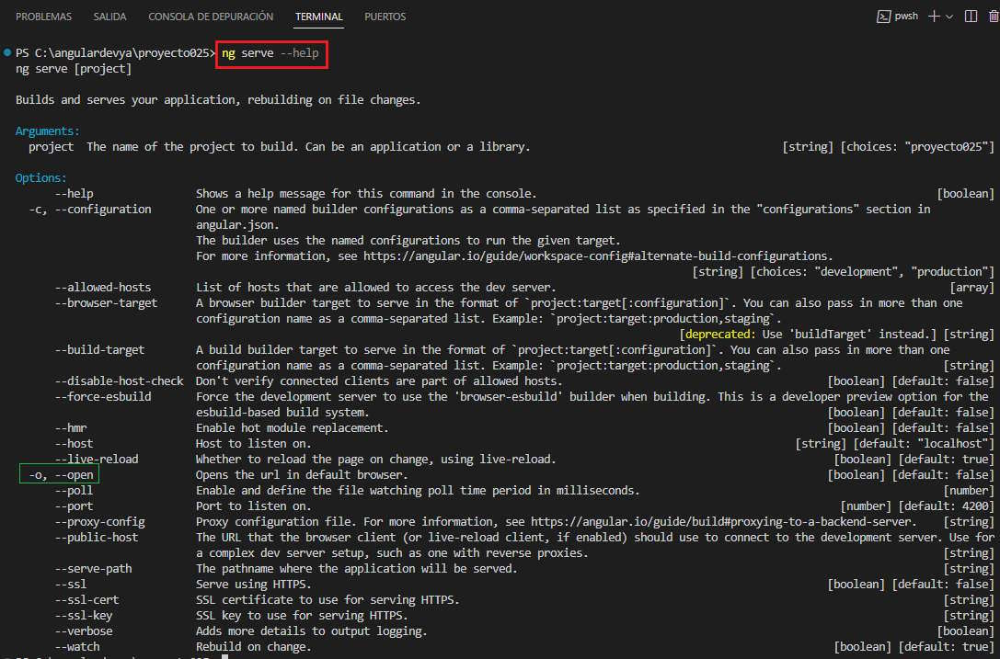 PROBLEMAS SALIDA CONSOLA DE DEPURACIÓN TERMINAL PUERTOS pwsh
PS C:\angulardevya\proyecto025> ng serve --help
ng serve [project]
Builds and serves your application, rebuilding on file changes.
Arguments:
project The name of the project to build. Can be an application or a library. [string] [choices: "proyecto025"]
Options:
--help Shows a help message for this command in the console. [boolean]
-c, --configuration One or more named builder configurations as a comma-separated list as specified in the "configurations" section in
angular.json.
The builder uses the named configurations to run the given target.
For more information, see https://angular.io/guide/workspace-config#alternate-build-configurations.
[string] [choices: "development", "production"]
--allowed-hosts List of hosts that are allowed to access the dev server. [array]
--browser-target A browser builder target to serve in the format of `project:target[:configuration]`. You can also pass in more than one
configuration name as a comma-separated list. Example: `project:target:production,staging`.
[deprecated: Use 'buildTarget' instead.] [string]
--build-target A build builder target to serve in the format of `project:target[:configuration]`. You can also pass in more than one
configuration name as a comma-separated list. Example: `project:target:production,staging`. [string]
--disable-host-check Don't verify connected clients are part of allowed hosts. [boolean] [default: false]
--force-esbuild Force the development server to use the 'browser-esbuild' builder when building. This is a developer preview option for the
esbuild-based build system. [boolean] [default: false]
--hmr Enable hot module replacement. [boolean] [default: false]
--host Host to listen on. [string] [default: "localhost"]
--live-reload Whether to reload the page on change, using live-reload. [boolean] [default: true]
-o, --open Opens the url in default browser. [boolean] [default: false]
--poll Enable and define the file watching poll time period in milliseconds. [number]
--port Port to listen on. [number] [default: 4200]
--proxy-config Proxy configuration file. For more information, see https://angular.io/guide/build#proxying-to-a-backend-server. [string]
--public-host The URL that the browser client (or live-reload client, if enabled) should use to connect to the development server. Use for
a complex dev server setup, such as one with reverse proxies. [string]
--serve-path The pathname where the application will be served. [string]
--ssl Serve using HTTPS. [boolean] [default: false]
--ssl-cert SSL certificate to use for serving HTTPS. [string]
--ssl-key SSL key to use for serving HTTPS. [string]
--verbose Adds more details to output logging. [boolean]
--watch Rebuild on change. [boolean] [default: true]